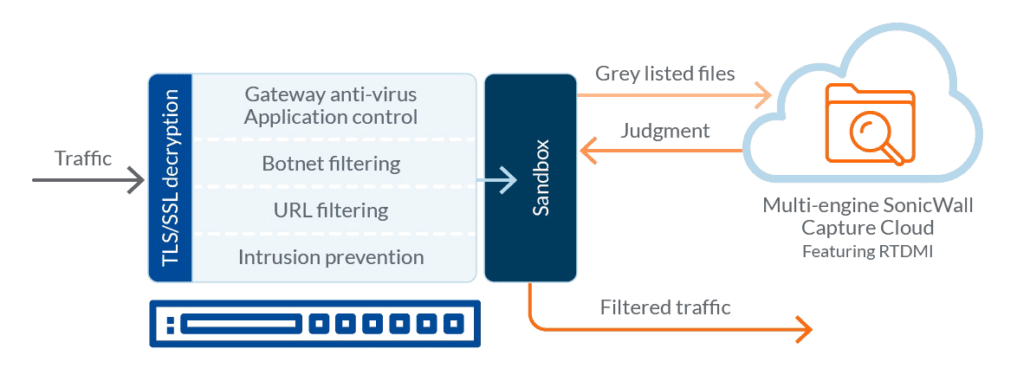 Traffic
TLS/SSL decryption
Gateway anti-virus
Application control
Botnet filtering
URL filtering
Intrusion prevention
Sandbox
Grey listed files
Judgment
Multi-engine SonicWall
Capture Cloud
Featuring RTDMI
Filtered traffic